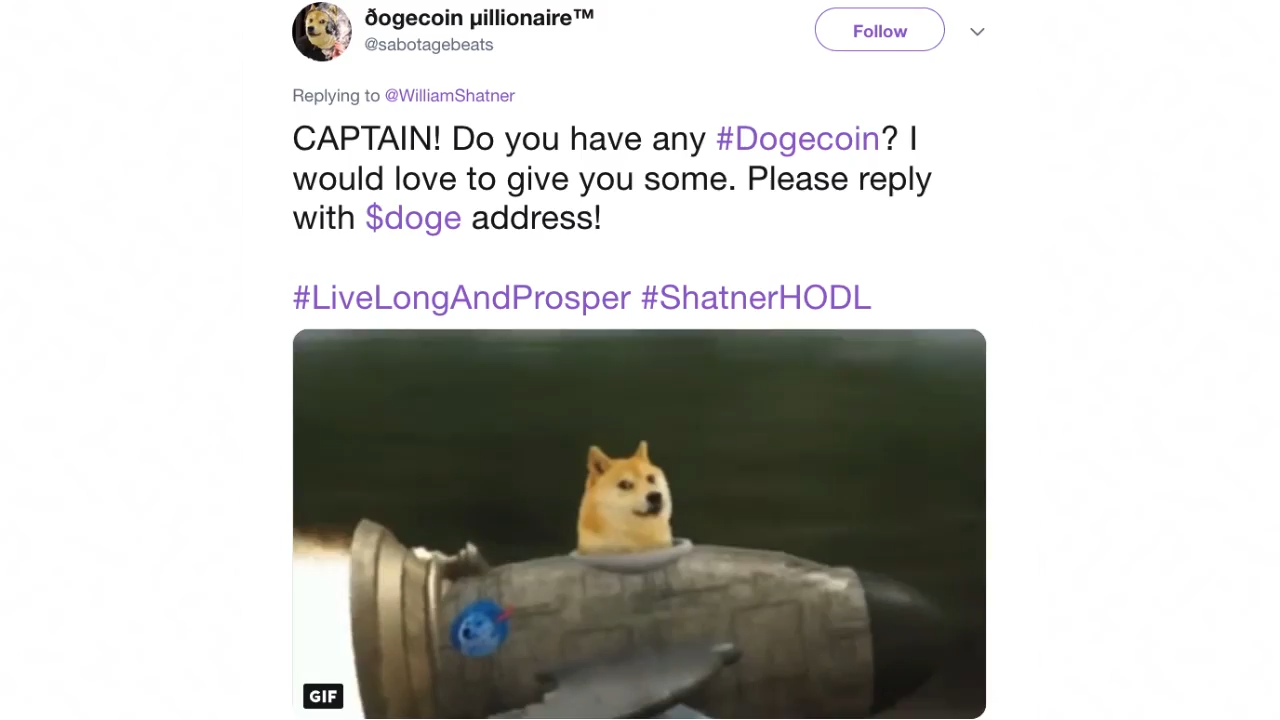 ðogecoin µillionaire™
@sabotagebeats
Follow
Replying to @WilliamShatner
CAPTAIN! Do you have any #Dogecoin? I
would love to give you some. Please reply
with $doge address!
#LiveLongAndProsper #ShatnerHODL
GIF